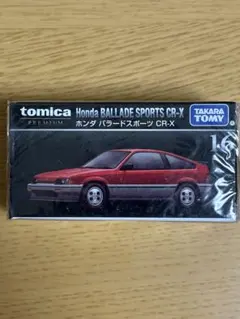 tomica
PREMIUM
Honda BALLADE SPORTS CR-X
ホンダ バラードスポーツ CR-X
TAKARA
TOMY
16